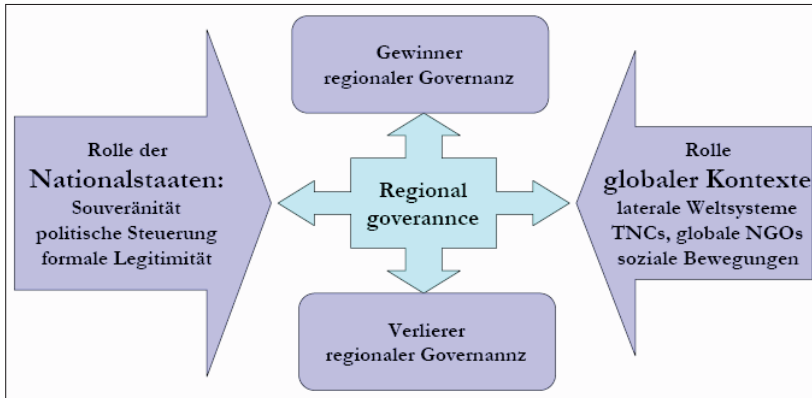 Gewinner
regionaler Governanz
Rolle der
Nationalstaaten:
Souveränität
politische Steuerung
formale Legitimität
Regional
goverannce
Rolle
globaler Kontexte
laterale Weltsysteme
TNCs, globale NGOs
soziale Bewegungen
Verlierer
regionaler Governannz